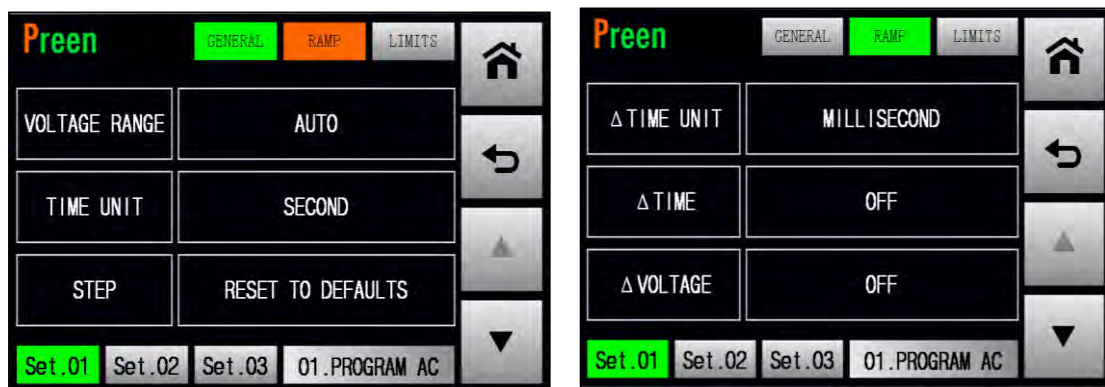 Preen GENERAL RAMP LIMITS
VOLTAGE RANGE AUTO
TIME UNIT SECOND
STEP RESET TO DEFAULTS
Set.01 Set.02 Set.03 01.PROGRAM AC
Preen GENERAL RAMP LIMITS
ΔTIME UNIT MILLISECOND
ΔTIME OFF
ΔVOLTAGE OFF
Set.01 Set.02 Set.03 01.PROGRAM AC